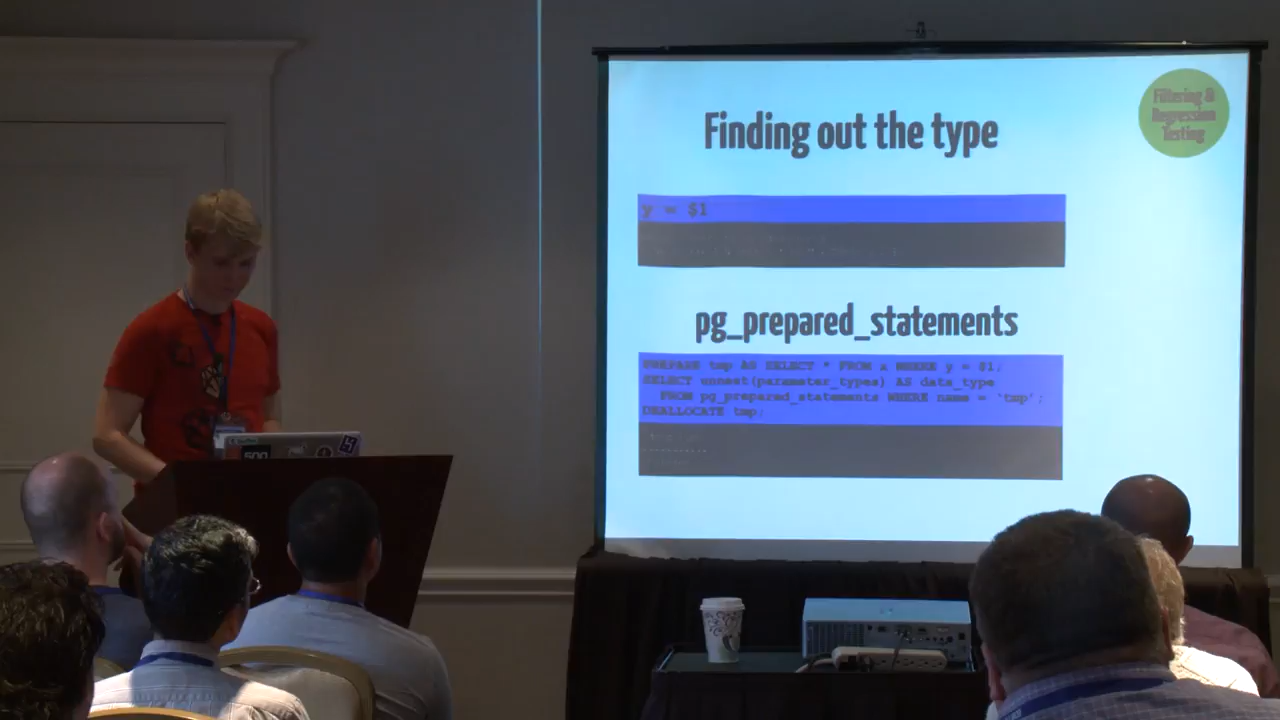 Finding out the type
Filtering &
Regression
Testing
y = $1
pg_prepared_statements
PREPARE tmp AS SELECT * FROM x WHERE y = $1;
SELECT unnest(parameter_types) AS data_type
FROM pg_prepared_statements WHERE name = 'tmp';
DEALLOCATE tmp;